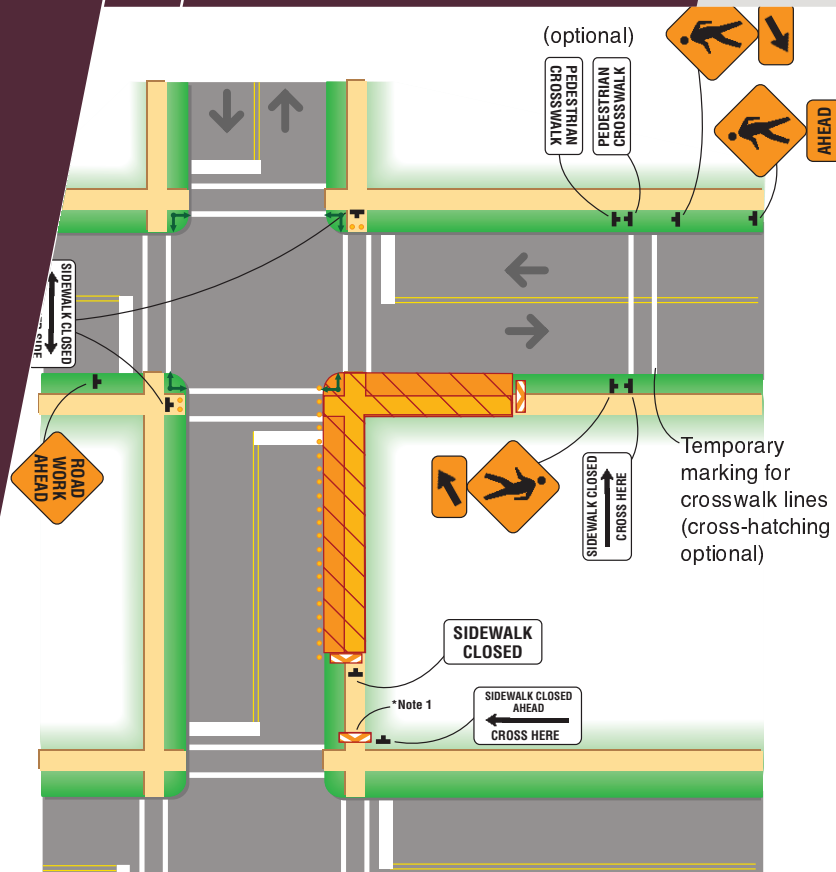 (optional)
PEDESTRIAN
CROSSWALK
PEDESTRIAN
CROSSWALK
AHEAD
SIDEWALK CLOSED
SIDE
ROAD
WORK
AHEAD
Temporary
marking for
crosswalk lines
(cross-hatching
optional)
SIDEWALK CLOSED
CROSS HERE
SIDEWALK
CLOSED
*Note 1
SIDEWALK CLOSED
AHEAD
CROSS HERE